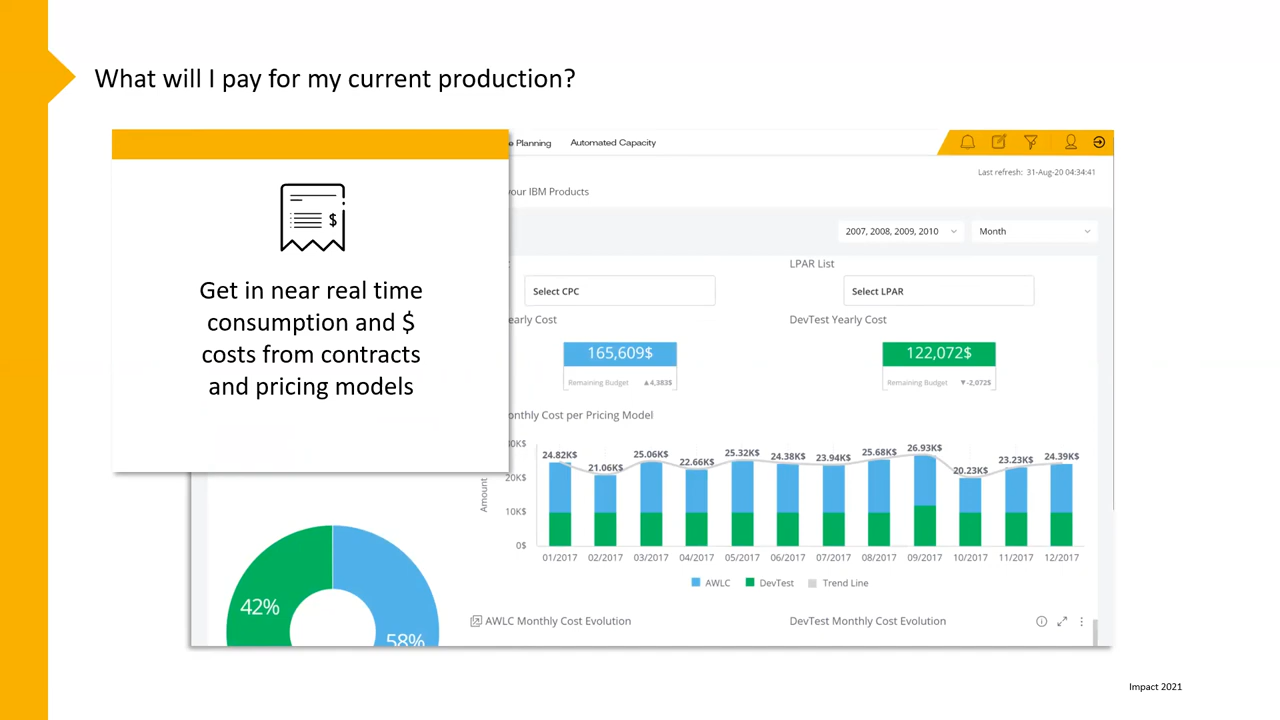 What will I pay for my current production?
Planning
Automated Capacity
Last refresh: 31-Aug-20 04:34:41
your IBM Products
2007, 2008, 2009, 2010
Month
$
Get in near real time
consumption and $
costs from contracts
and pricing models
LPAR List
Select CPC
Select LPAR
Cost
DevTest Yearly Cost
165,609$
122,072$
Remaining Budget ▲4,383$
Remaining Budget ▼-2,072$
Cost per Pricing Model
24.82K$ 21.06K$ 25.06K$ 22.66K$ 25.32K$ 24.38K$ 23.94K$ 25.68K$ 26.93K$ 20.23K$ 23.23K$ 24.39K$
20K$
10K$
0$
Amount
01/2017 02/2017 03/2017 04/2017 05/2017 06/2017 07/2017 08/2017 09/2017 10/2017 11/2017 12/2017
AWLC DevTest Trend Line
42%
58%
AWLC Monthly Cost Evolution
DevTest Monthly Cost Evolution
Impact 2021